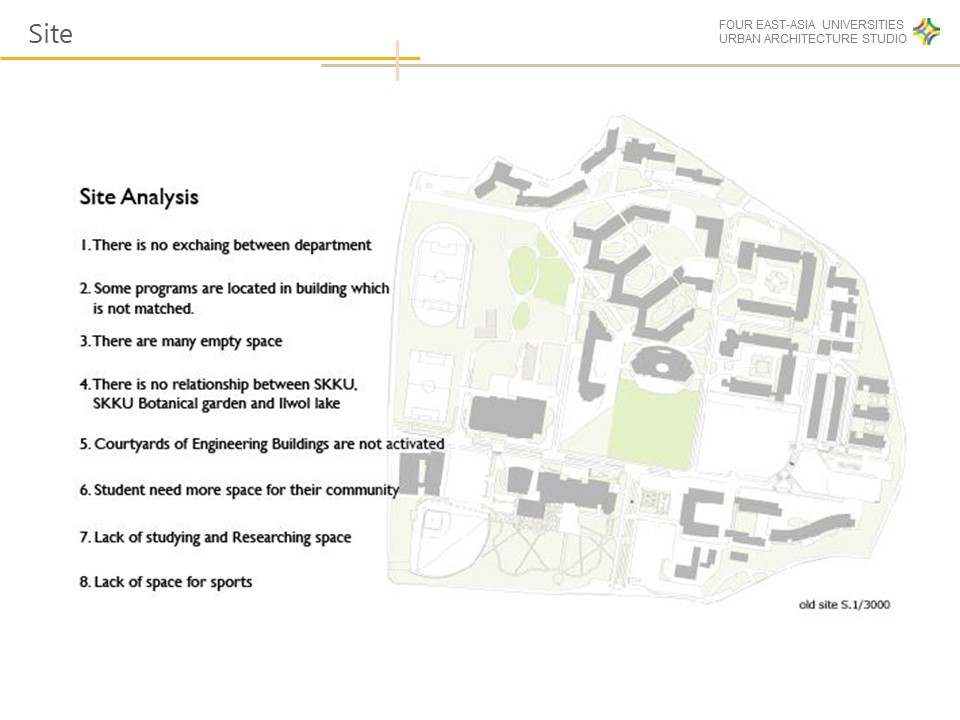 Site
FOUR EAST-ASIA UNIVERSITIES
URBAN ARCHITECTURE STUDIO
Site Analysis
1. There is no exchaing between department
2. Some programs are located in building which
is not matched.
3. There are many empty space
4. There is no relationship between SKKU,
SKKU Botanical garden and Ilwol lake
5. Courtyards of Engineering Buildings are not activated
6. Student need more space for their community
7. Lack of studying and Researching space
8. Lack of space for sports
old site S.1/3000